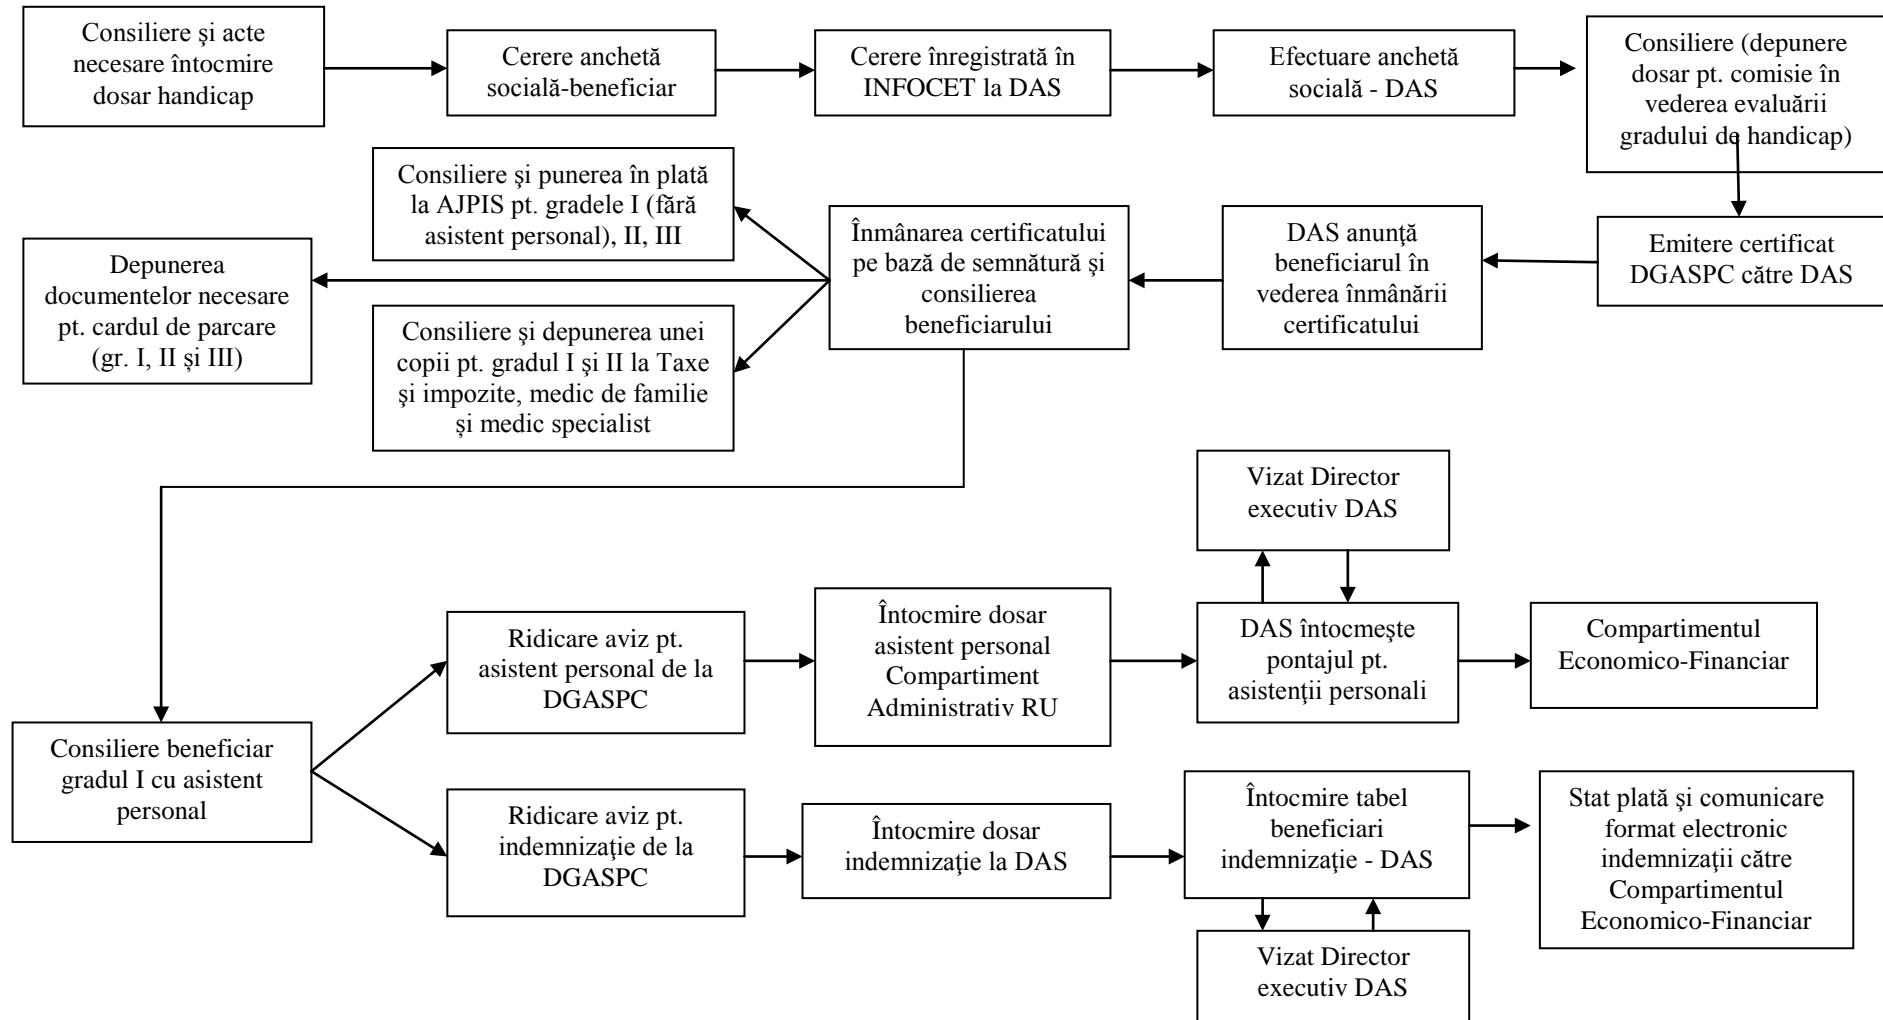 Consiliere şi acte
necesare întocmire
dosar handicap
Cerere anchetă
socială-beneficiar
Cerere înregistrată în
INFOCET la DAS
Efectuare anchetă
socială - DAS
Consiliere (depunere
dosar pt. comisie în
vederea evaluării
gradului de handicap)
Emitere certificat
DGASPC către DAS
DAS anunţă
beneficiarul în
vederea înmânării
certificatului
Înmânarea certificatului
pe bază de semnătură şi
consilierea
beneficiarului
Consiliere şi punerea în plată
la AJPIS pt. gradele I (fără
asistent personal), II, III
Depunerea
documentelor necesare
pt. cardul de parcare
(gr. I, II și III)
Consiliere şi depunerea unei
copii pt. gradul I şi II la Taxe
şi impozite, medic de familie
și medic specialist
Consiliere beneficiar
gradul I cu asistent
personal
Ridicare aviz pt.
asistent personal de la
DGASPC
Întocmire dosar
asistent personal
Compartiment
Administrativ RU
DAS întocmeşte
pontajul pt.
asistenţii personali
Vizat Director
executiv DAS
Compartimentul
Economico-Financiar
Ridicare aviz pt.
indemnizaţie de la
DGASPC
Întocmire dosar
indemnizaţie la DAS
Întocmire tabel
beneficiari
indemnizaţie - DAS
Vizat Director
executiv DAS
Stat plată şi comunicare
format electronic
indemnizaţii către
Compartimentul
Economico-Financiar